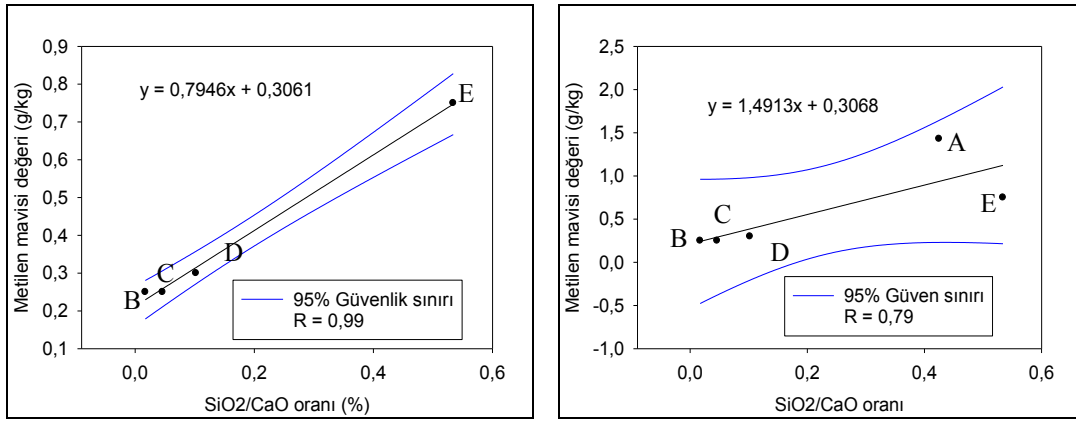 0,9
0,8
0,7
0,6
0,5
0,4
0,3
0,2
0,1
Metilen mavisi değeri (g/kg)
y = 0,7946x + 0,3061
E
D
C
B
95% Güvenlik sınırı
R = 0,99
0,0 0,2 0,4 0,6
SiO2/CaO oranı (%)
2,5
2,0
1,5
1,0
0,5
0,0
-0,5
-1,0
Metilen mavisi değeri (g/kg)
y = 1,4913x + 0,3068
A
E
C
B
D
95% Güven sınırı
R = 0,79
0,0 0,2 0,4 0,6
SiO2/CaO oranı